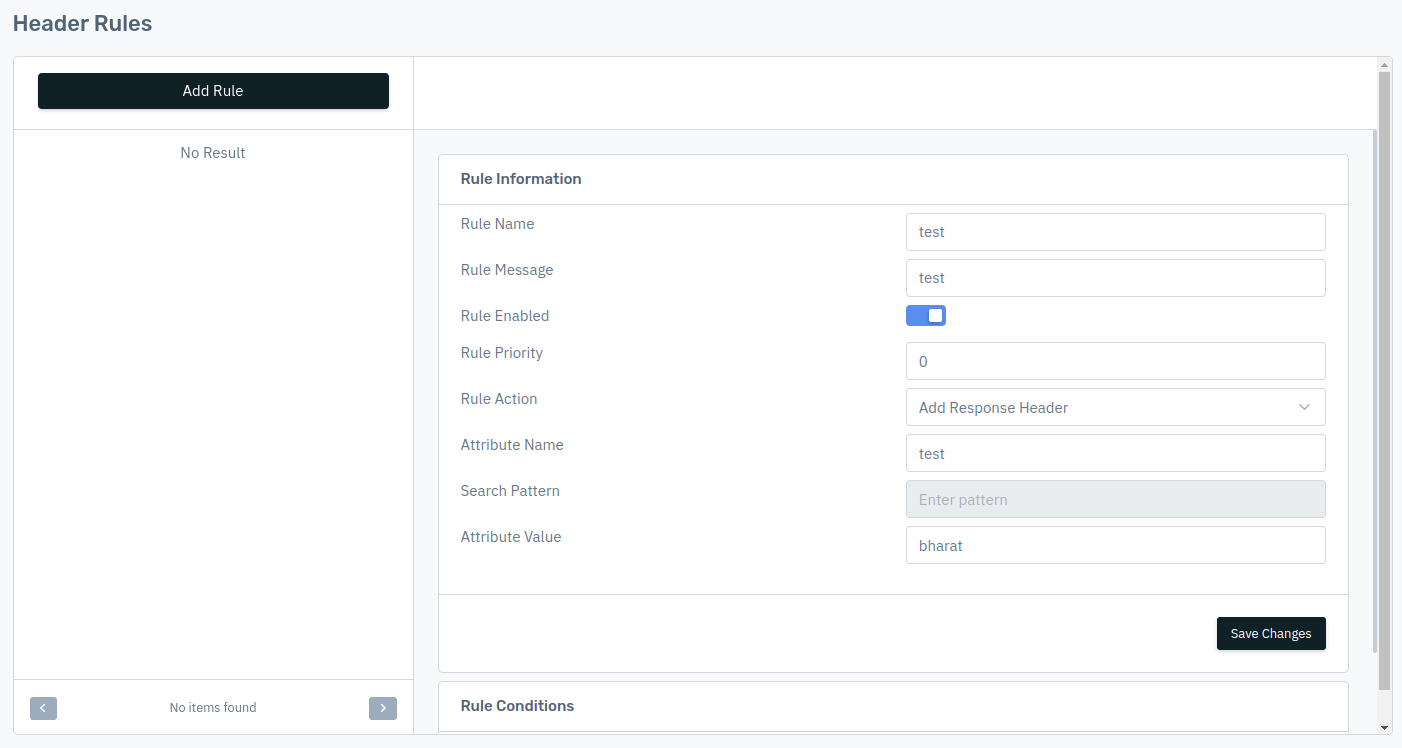 Header Rules
Add Rule
No Result
Rule Information
Rule Name
test
Rule Message
test
Rule Enabled
Rule Priority
0
Rule Action
Add Response Header
Attribute Name
test
Search Pattern
Enter pattern
Attribute Value
bharat
Save Changes
No items found
Rule Conditions